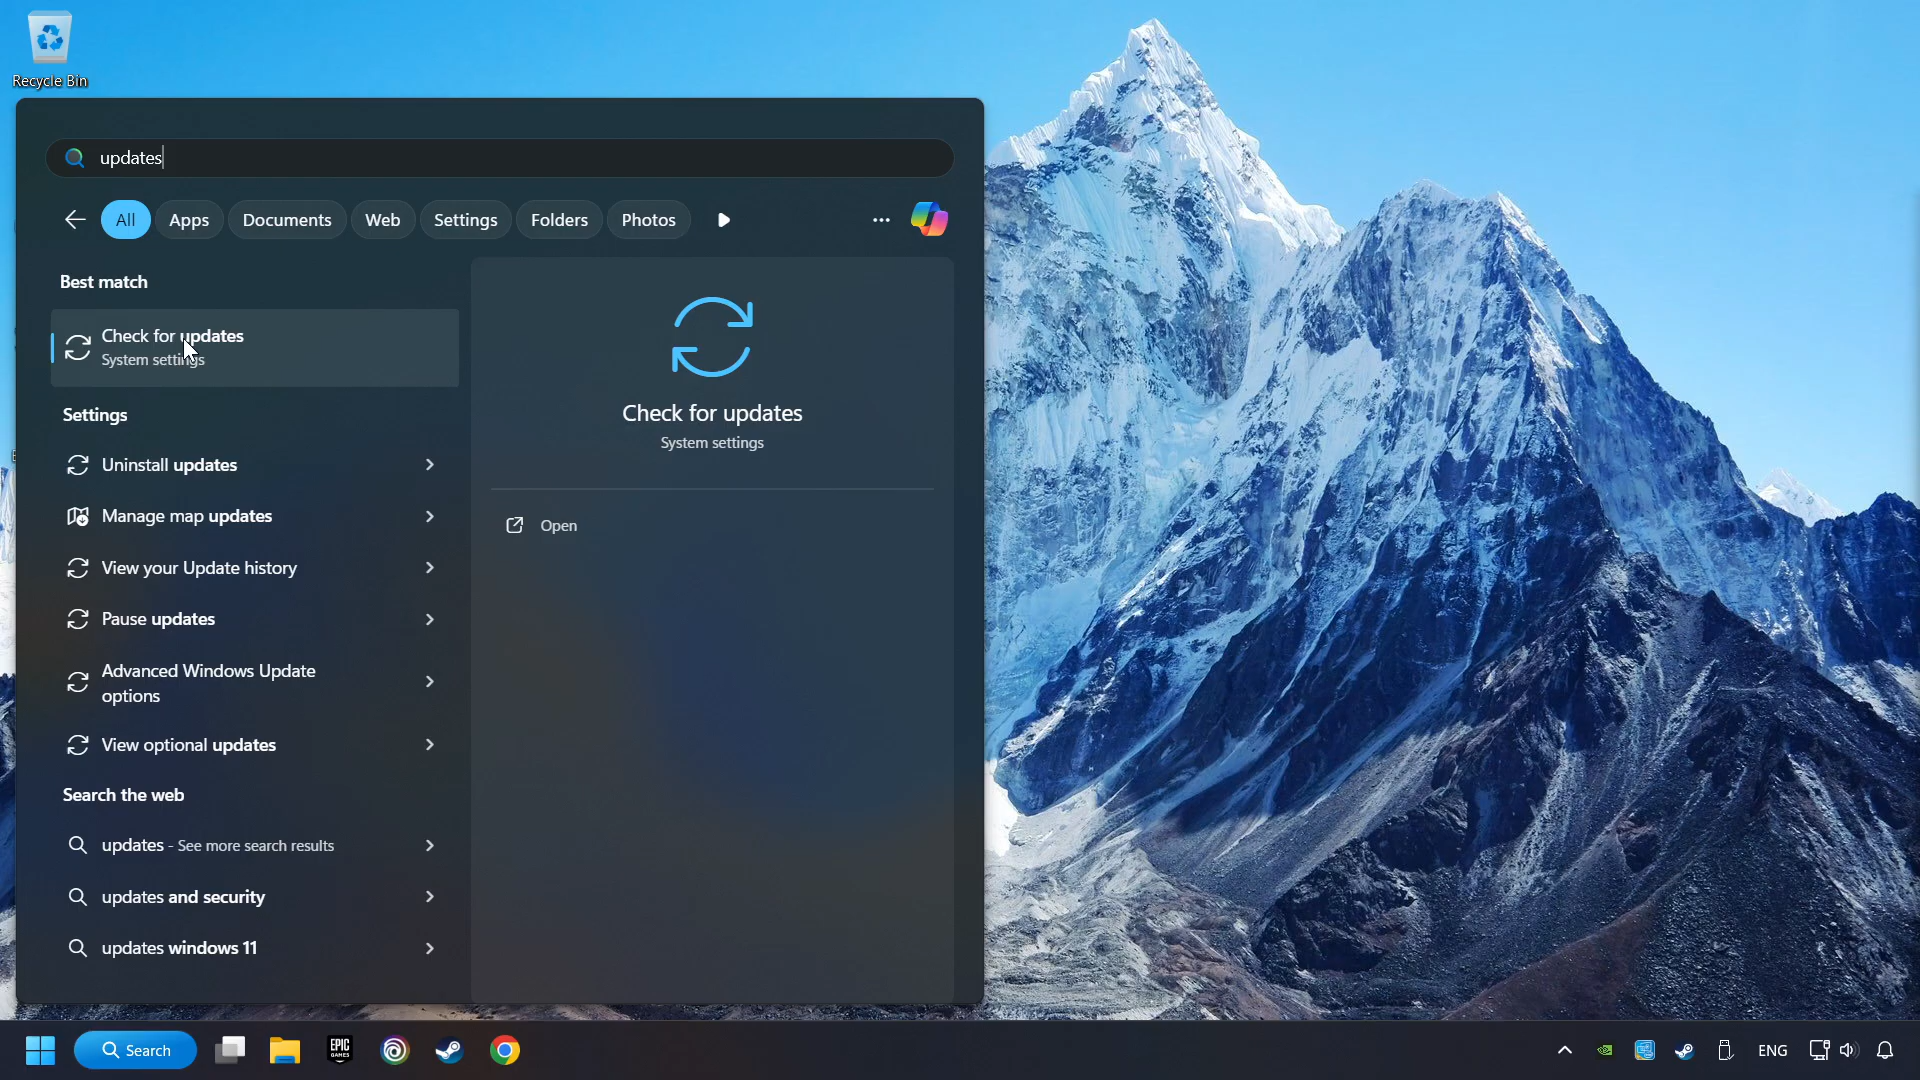 Recycle Bin
updates
All
Apps
Documents
Web
Settings
Folders
Photos
Best match
Check for updates
System settings
Settings
Uninstall updates
Manage map updates
View your Update history
Pause updates
Advanced Windows Update
options
View optional updates
Search the web
updates - See more search results
updates and security
updates windows 11
Check for updates
System settings
Open
Search
EPIC
GAMES
ENG